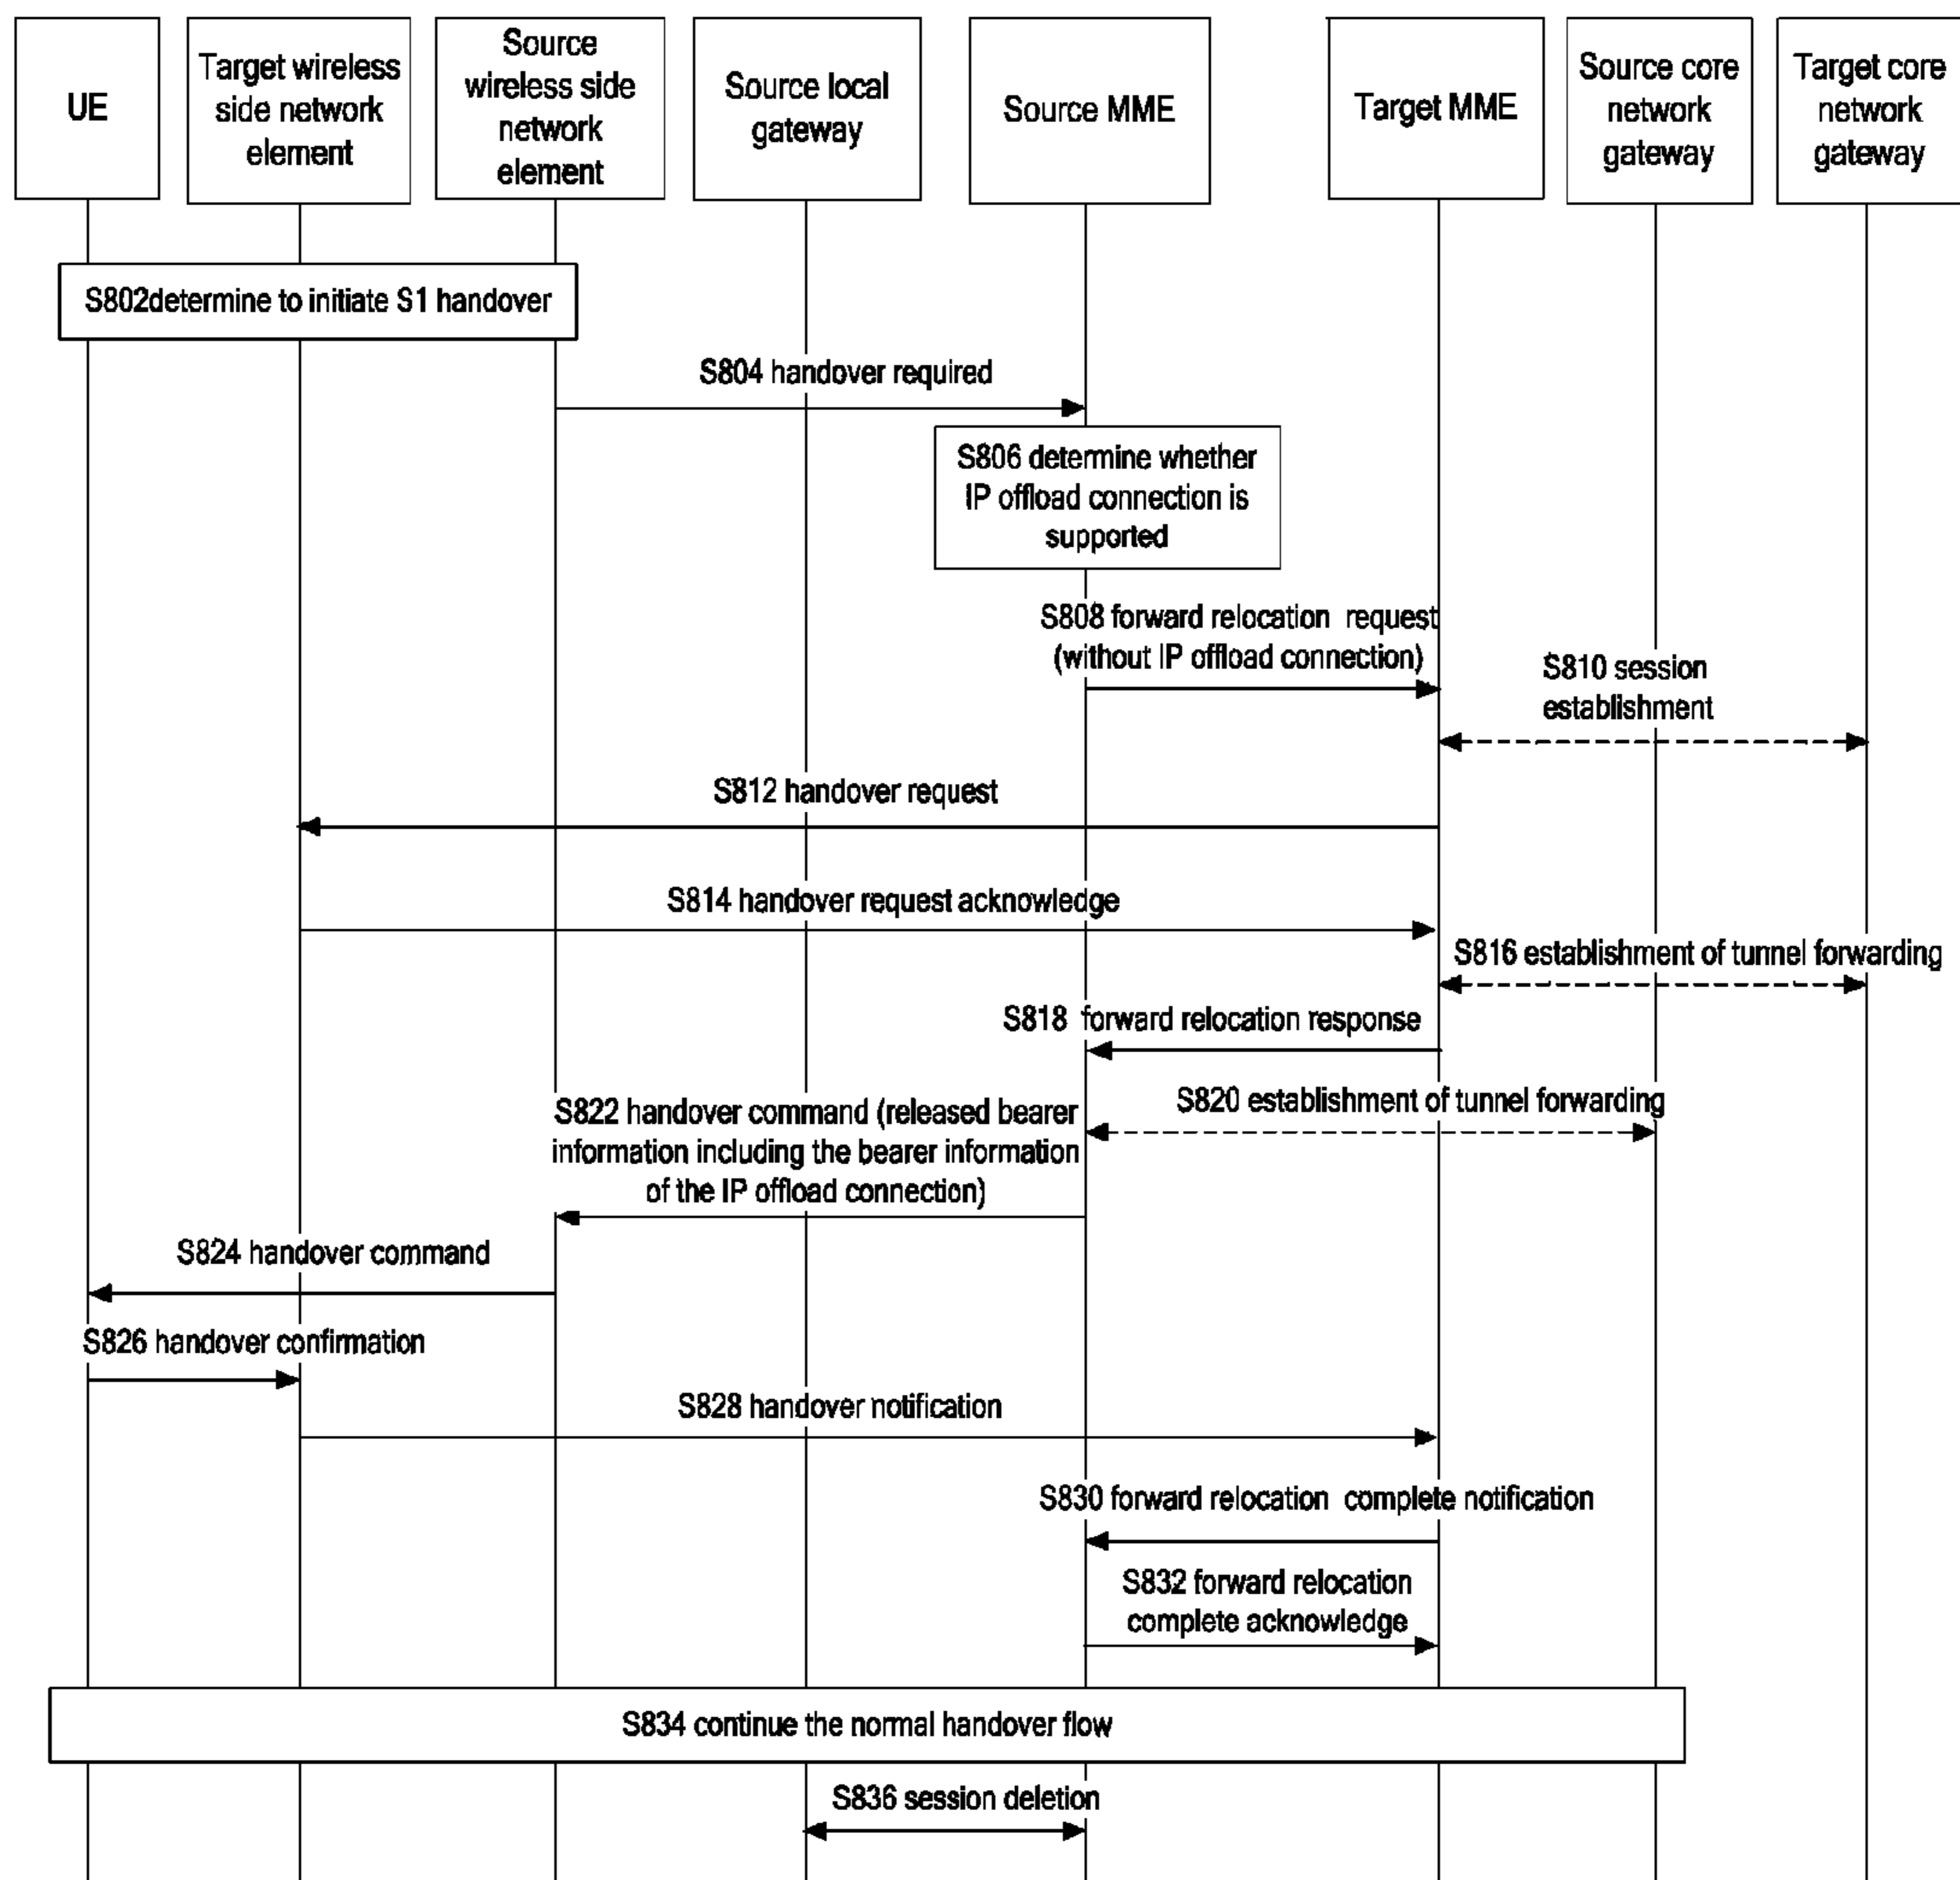 UE
Target wireless
side network
element
Source
wireless side
network
element
Source local
gateway
Source MME
Target MME
Source core
network
gateway
Target core
network
gateway
S802determine to initiate S1 handover
S804 handover required
S806 determine whether
IP offload connection is
supported
S808 forward relocation request
(without IP offload connection)
S810 session
establishment
S812 handover request
S814 handover request acknowledge
S816 establishment of tunnel forwarding
S818 forward relocation response
S820 establishment of tunnel forwarding
S822 handover command (released bearer
information including the bearer information
of the IP offload connection)
S824 handover command
S826 handover confirmation
S828 handover notification
S830 forward relocation complete notification
S832 forward relocation
complete acknowledge
S834 continue the normal handover flow
S836 session deletion